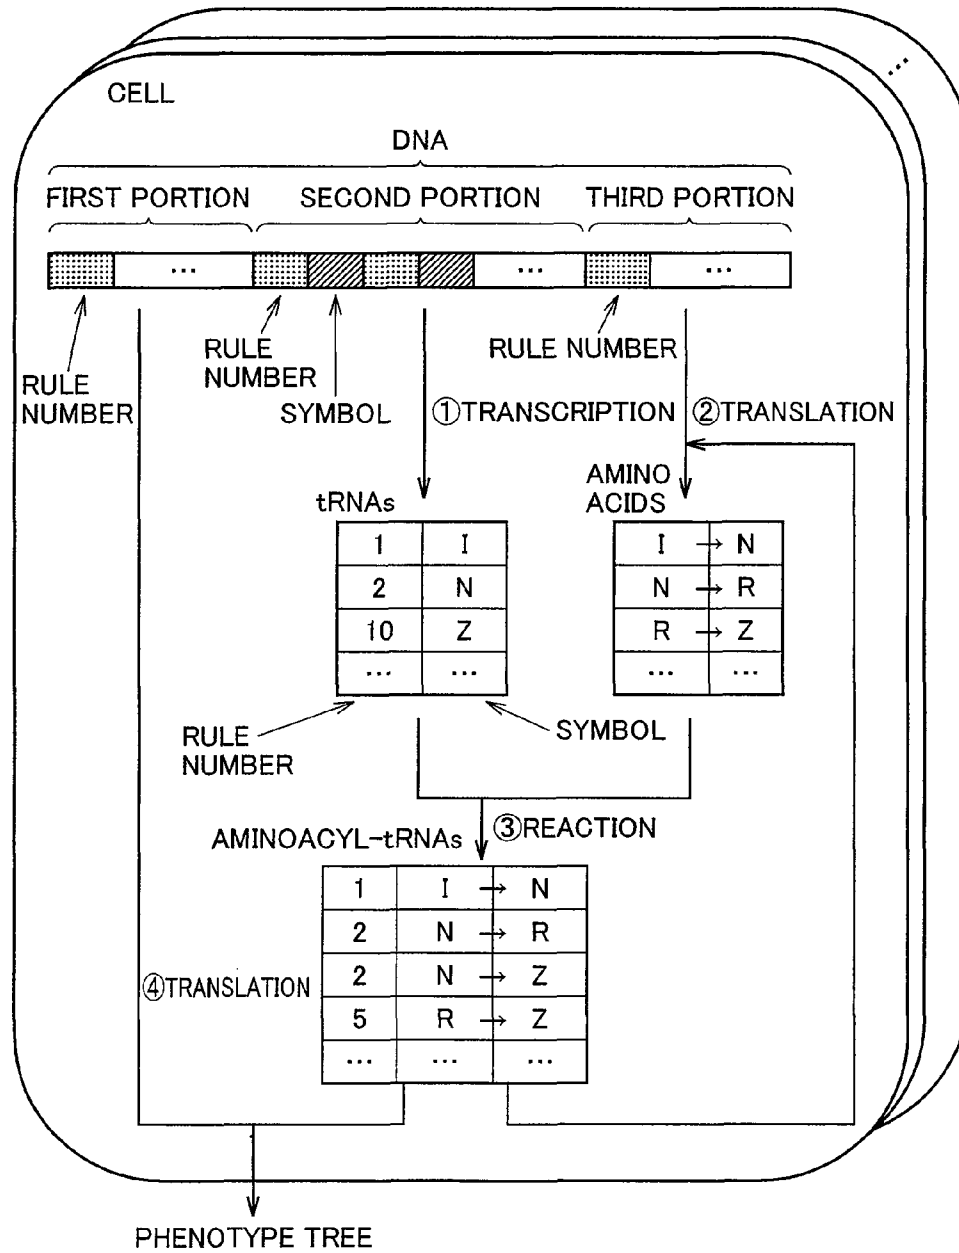 ...
CELL
DNA
FIRST PORTION SECOND PORTION THIRD PORTION
... ... ...
RULE NUMBER
RULE
NUMBER
RULE
NUMBER
SYMBOL
①TRANSCRIPTION ②TRANSLATION
AMINO
ACIDS
tRNAs
1 I
2 N
10 Z
... ...
I → N
N → R
R → Z
... ...
RULE
NUMBER
SYMBOL
③REACTION
AMINOACYL-tRNAs
1 I → N
2 N → R
2 N → Z
5 R → Z
... ... ...
④TRANSLATION
PHENOTYPE TREE